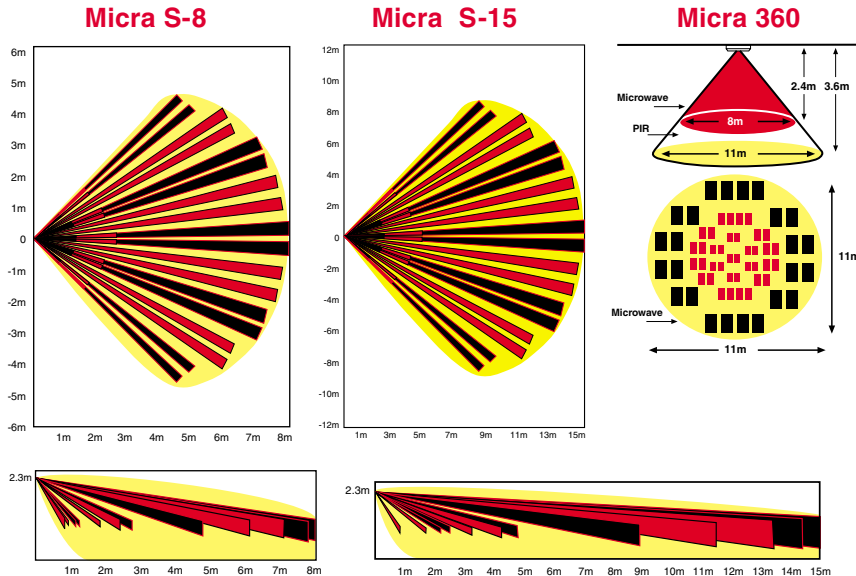 Micra S-8
Micra S-15
Micra 360
6m
5m
4m
3m
2m
1m
0
-1m
-2m
-3m
-4m
-5m
-6m
1m 2m 3m 4m 5m 6m 7m 8m
12m
10m
8m
6m
4m
2m
0
-2m
-4m
-6m
-8m
-10m
-12m
1m 3m 5m 7m 9m 11m 13m 15m
2.4m
3.6m
Microwave
8m
PIR
11m
11m
Microwave
11m
2.3m
1m 2m 3m 4m 5m 6m 7m 8m
2.3m
1m 2m 3m 4m 5m 6m 7m 8m 9m 10m 11m 12m 13m 14m 15m